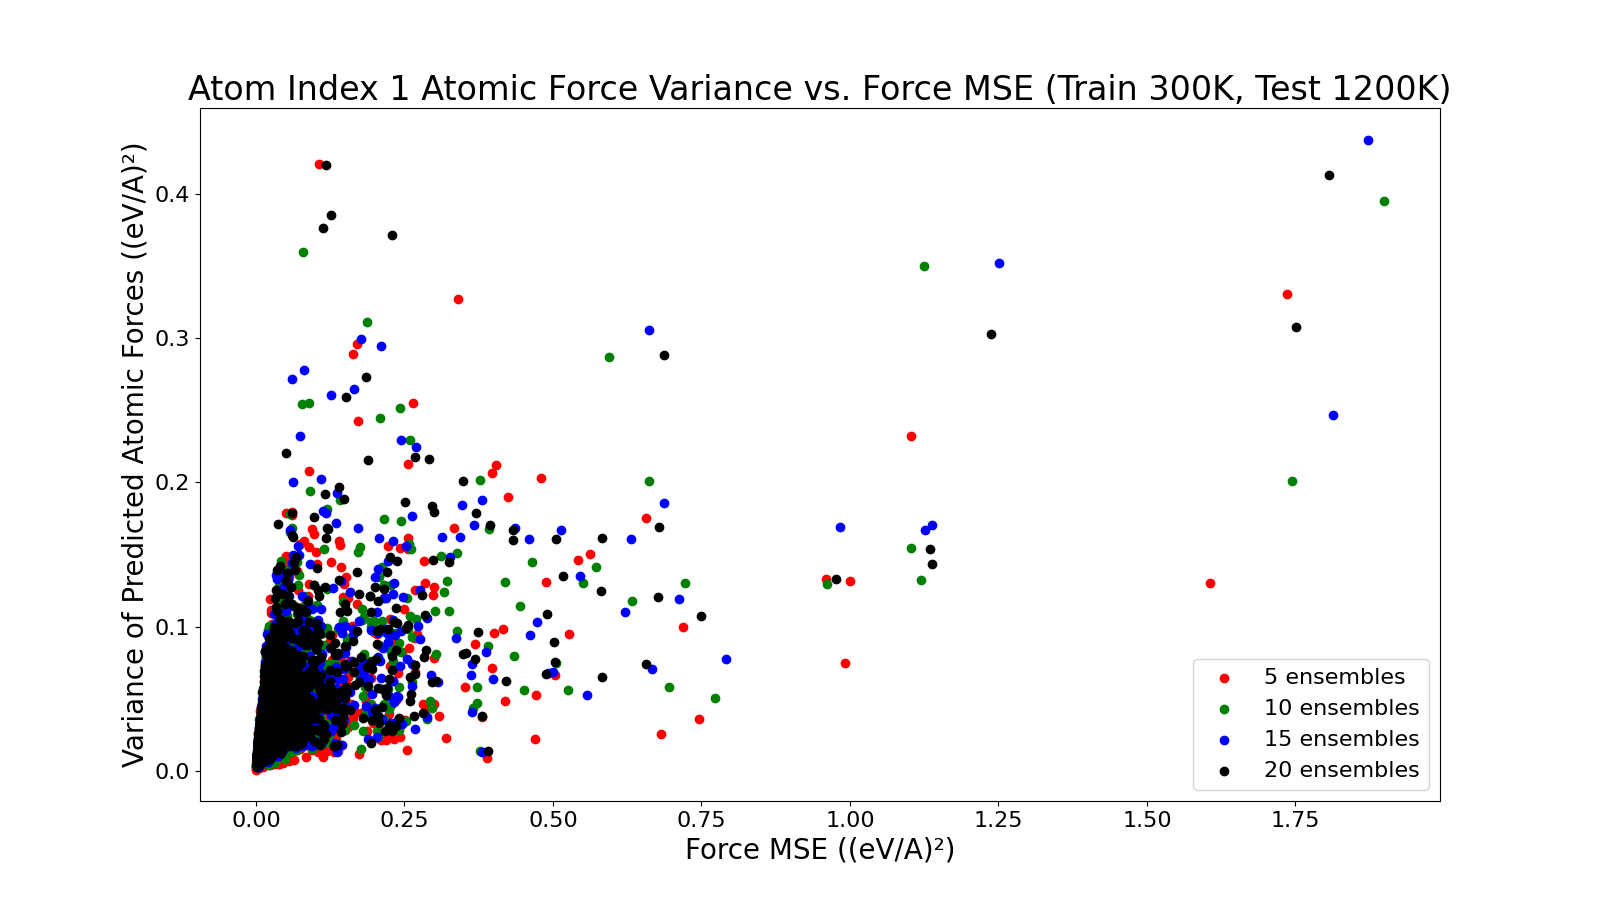 Atom Index 1 Atomic Force Variance vs. Force MSE (Train 300K, Test 1200K)
Variance of Predicted Atomic Forces ((eV/A)²)
0.4
0.3
0.2
0.1
0.0
5 ensembles
10 ensembles
15 ensembles
20 ensembles
0.00 0.25 0.50 0.75 1.00 1.25 1.50 1.75
Force MSE ((eV/A)²)